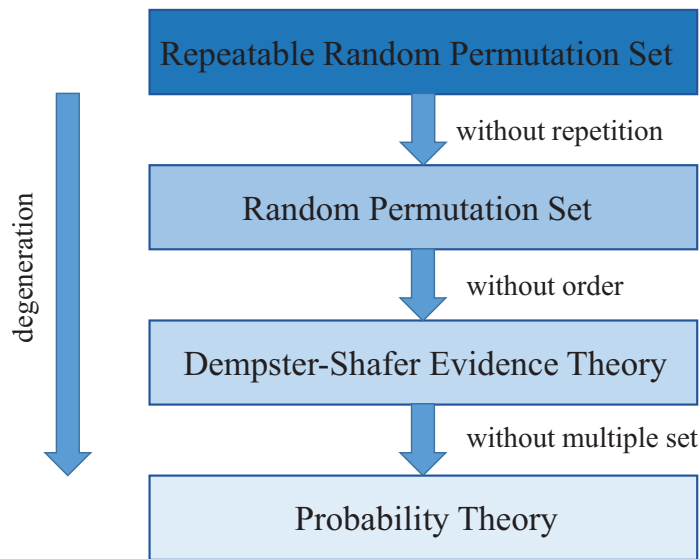 Repeatable Random Permutation Set
without repetition
Random Permutation Set
without order
Dempster-Shafer Evidence Theory
without multiple set
Probability Theory
degeneration